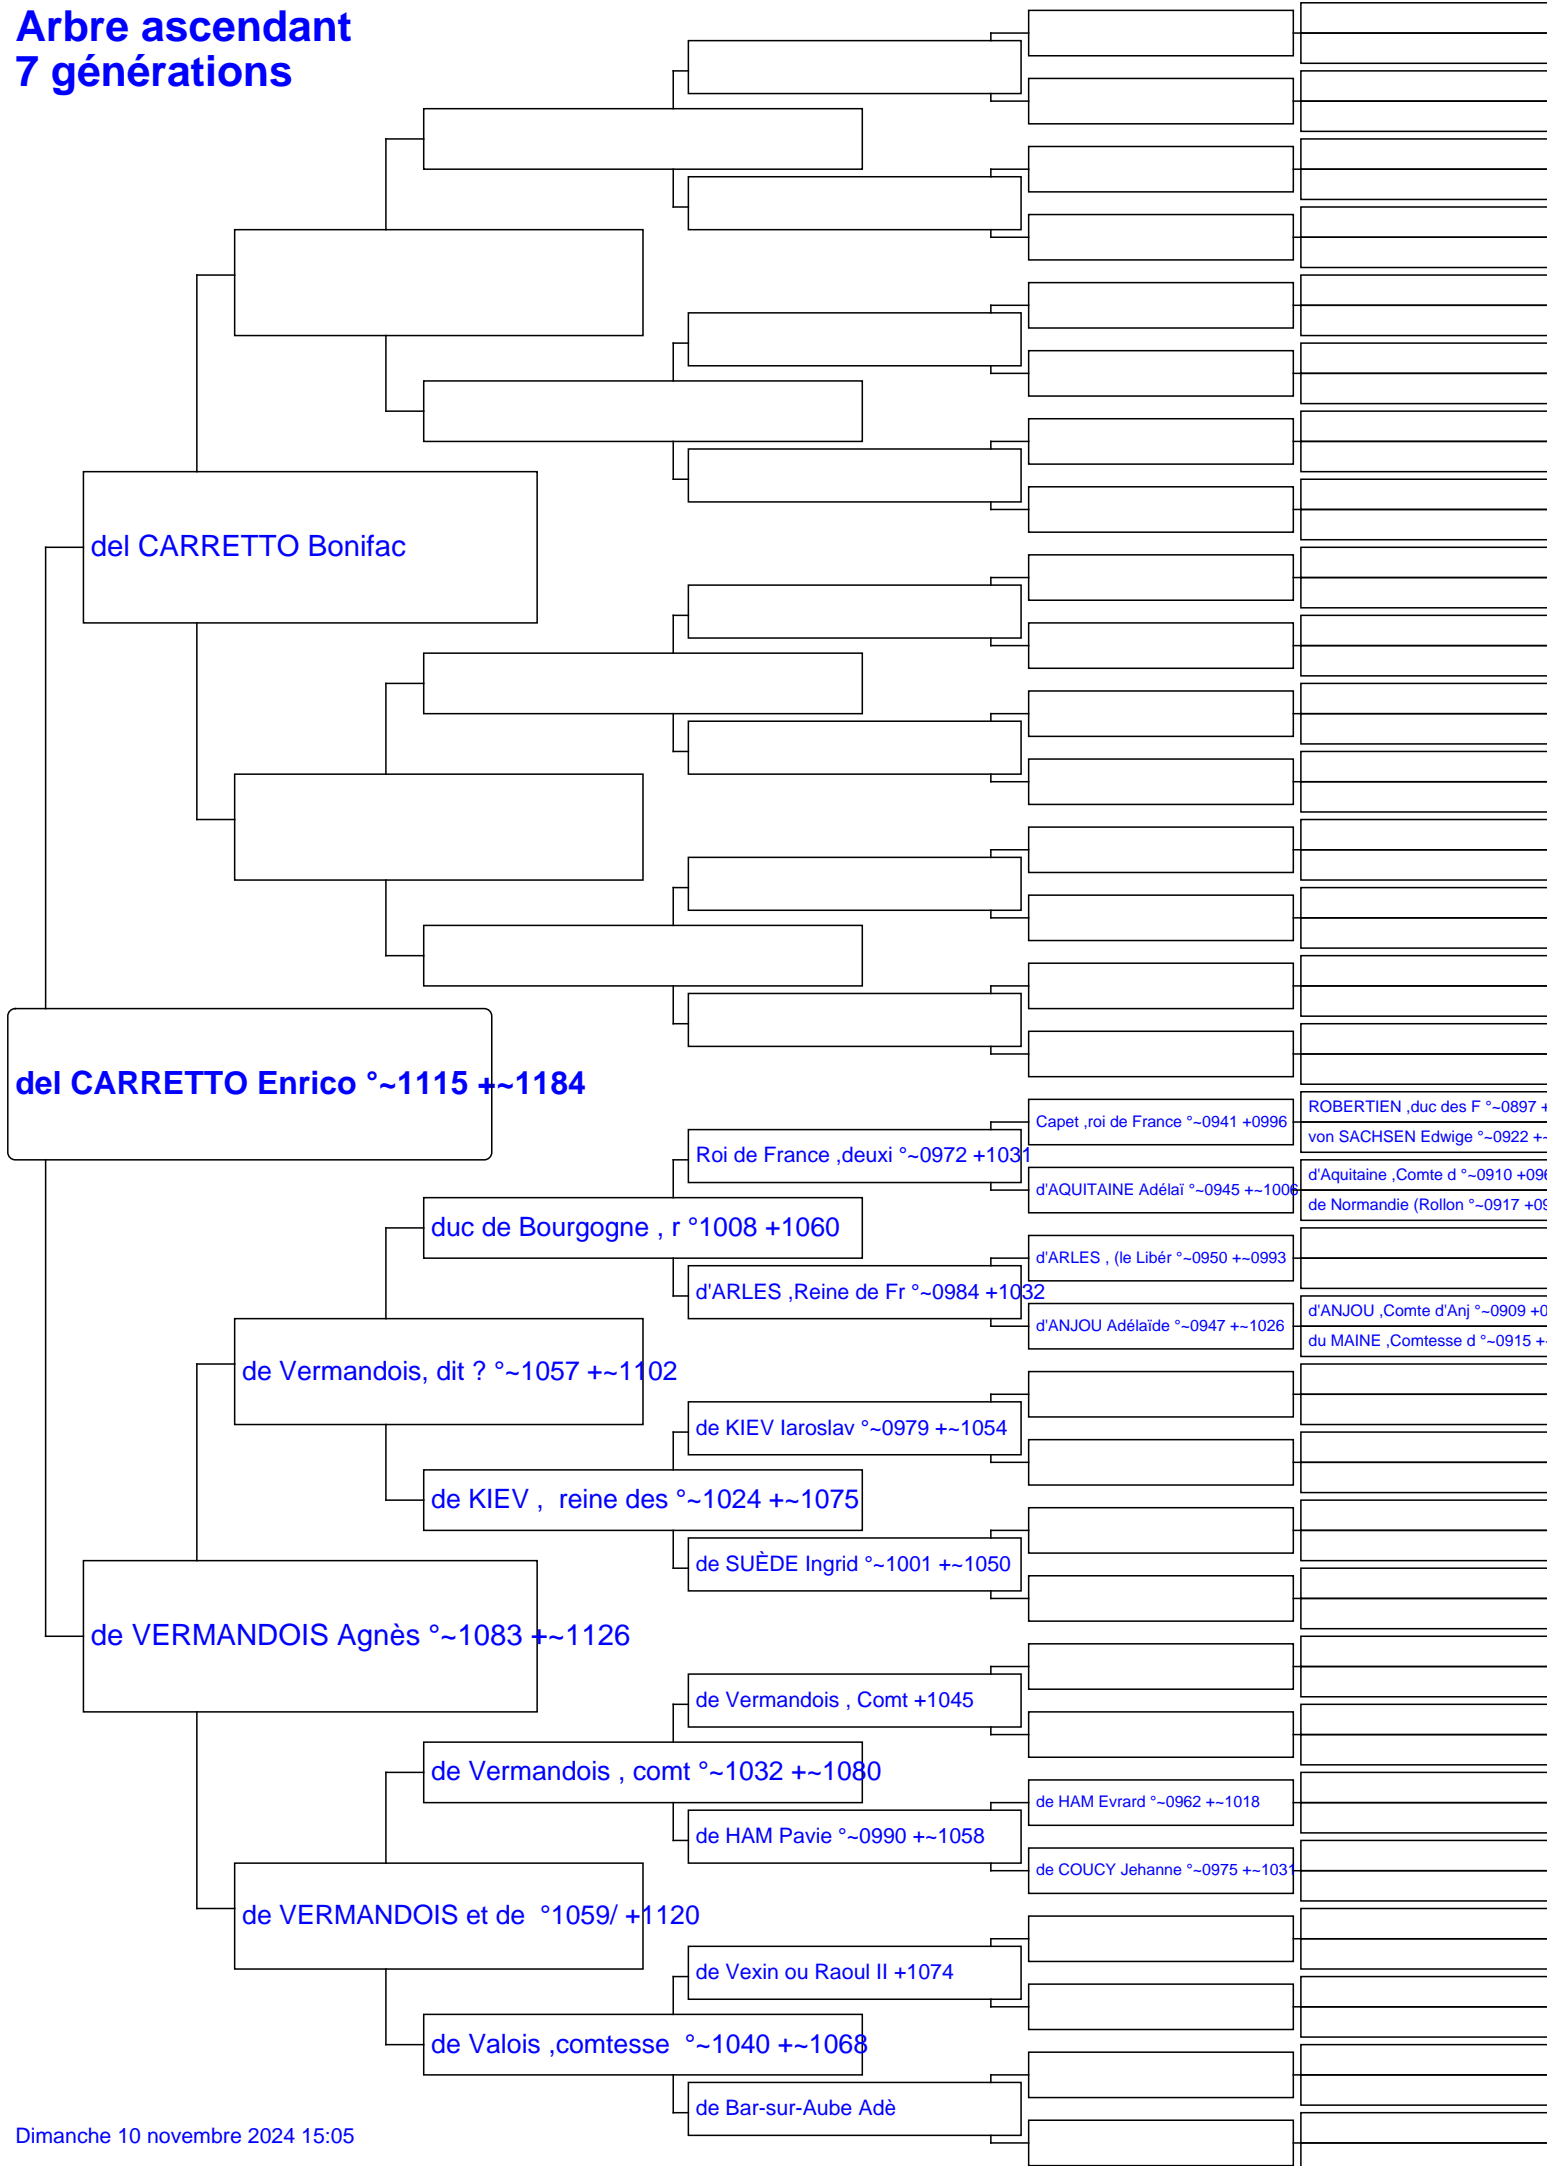 Arbre ascendant
7 générations
del CARRETTO Bonifac
del CARRETTO Enrico °~1115 +~1184
Capet ,roi de France °~0941 +0996
ROBERTIEN ,duc des F °~0897 +
von SACHSEN Edwige °~0922 +~
Roi de France ,deuxi °~0972 +1031
d'AQUITAINE Adélaï °~0945 +~1006
d'Aquitaine ,Comte d °~0910 +096
de Normandie (Rollon °~0917 +09
duc de Bourgogne , r °1008 +1060
d'ARLES , (le Libér °~0950 +~0993
d'ARLES ,Reine de Fr °~0984 +1032
d'ANJOU Adélaïde °~0947 +~1026
d'ANJOU ,Comte d'Anj °~0909 +0
du MAINE ,Comtesse d °~0915 +~
de Vermandois, dit ? °~1057 +~1102
de KIEV Iaroslav °~0979 +~1054
de KIEV ,  reine des °~1024 +~1075
de SUÈDE Ingrid °~1001 +~1050
de VERMANDOIS Agnès °~1083 +~1126
de Vermandois , Comt +1045
de Vermandois , comt °~1032 +~1080
de HAM Evrard °~0962 +~1018
de HAM Pavie °~0990 +~1058
de COUCY Jehanne °~0975 +~1031
de VERMANDOIS et de  °1059/ +1120
de Vexin ou Raoul II +1074
de Valois ,comtesse  °~1040 +~1068
de Bar-sur-Aube Adè
Dimanche 10 novembre 2024 15:05